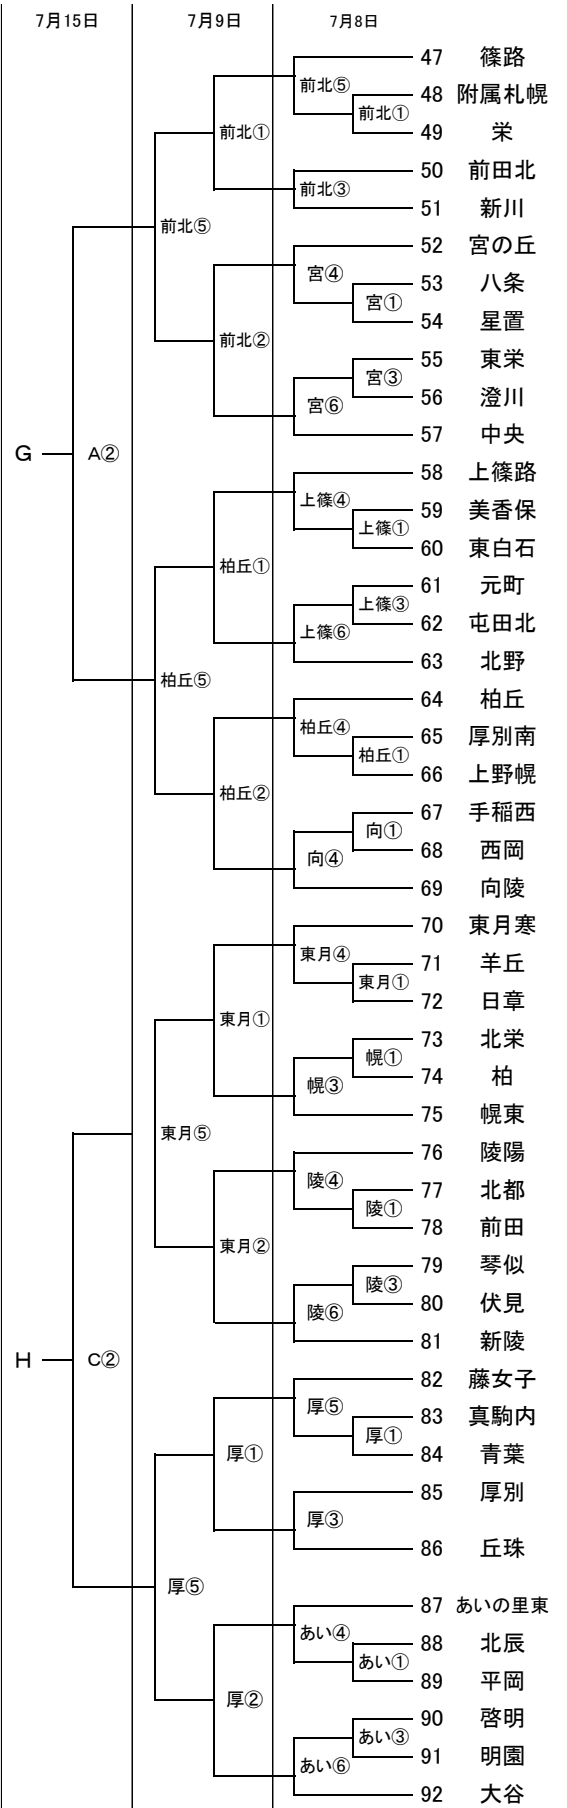 7月15日 7月9日 7月8日
47 篠路
前北⑤
48 附属札幌
前北①
前北①
49 栄
50 前田北
前北③
51 新川
前北⑤
52 宮の丘
宮④
53 八条
宮①
54 星置
前北②
55 東栄
宮③
56 澄川
宮⑥
57 中央
G A②
58 上篠路
上篠④
59 美香保
上篠①
60 東白石
柏丘①
61 元町
上篠③
62 屯田北
上篠⑥
63 北野
柏丘⑤
64 柏丘
柏丘④
65 厚別南
柏丘①
66 上野幌
柏丘②
67 手稲西
向①
68 西岡
向④
69 向陵
70 東月寒
東月④
71 羊丘
東月①
72 日章
東月①
73 北栄
幌①
74 柏
幌③
75 幌東
東月⑤
76 陵陽
陵④
77 北都
陵①
78 前田
東月②
79 琴似
陵③
80 伏見
陵⑥
81 新陵
H C②
82 藤女子
厚⑤
83 真駒内
厚①
84 青葉
厚①
85 厚別
厚③
86 丘珠
厚⑤
87 あいの里東
あい④
88 北辰
あい①
89 平岡
厚②
90 啓明
あい③
91 明園
あい⑥
92 大谷